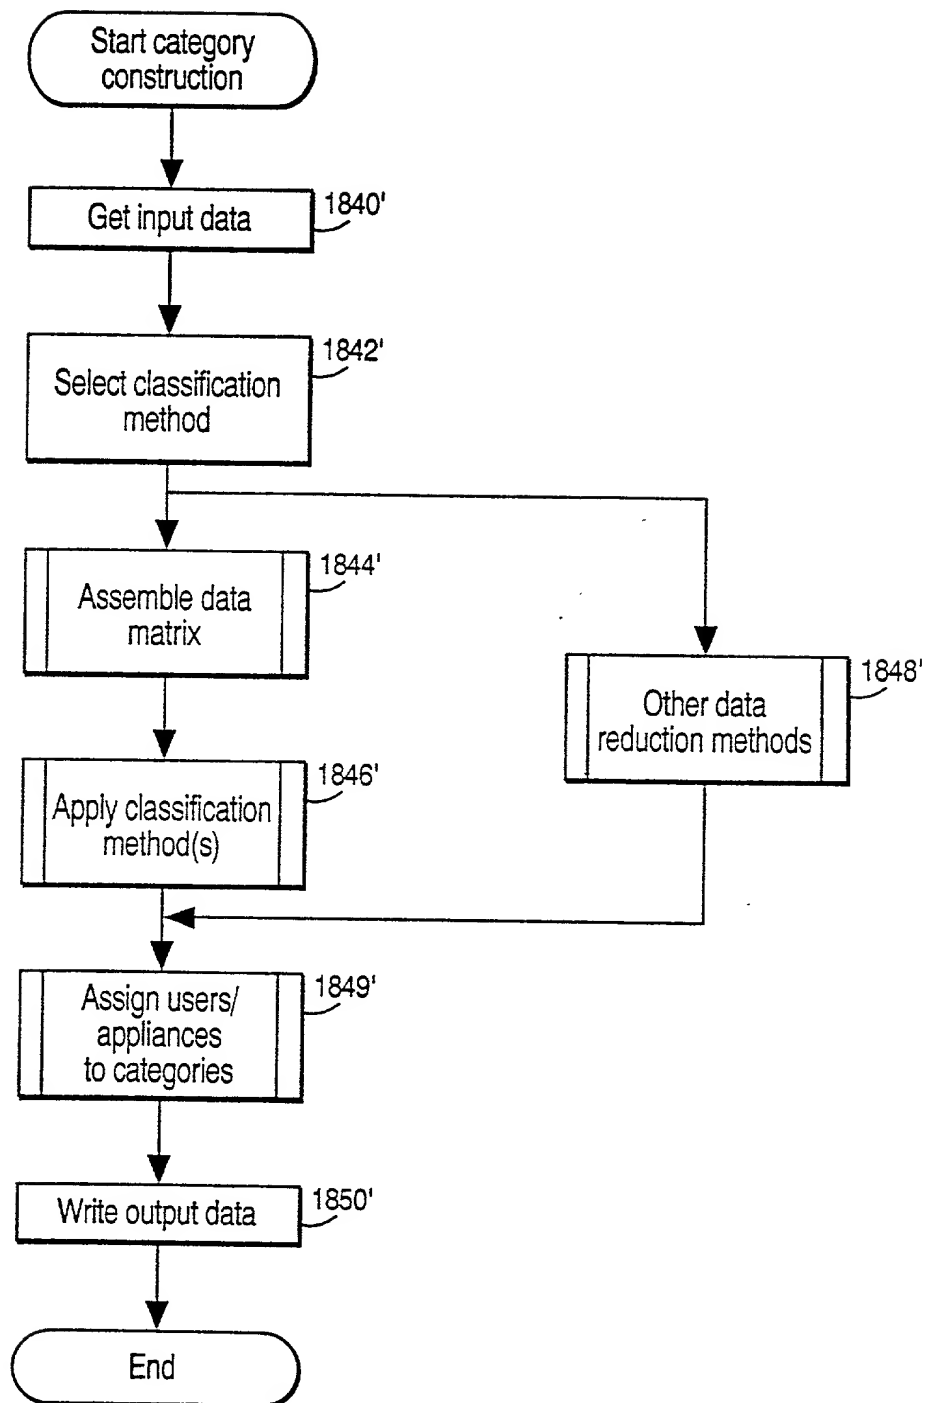 Start category
construction
Get input data
1840'
Select classification
method
1842'
Assemble data
matrix
1844'
Other data
reduction methods
1848'
Apply classification
method(s)
1846'
Assign users/
appliances
to categories
1849'
Write output data
1850'
End